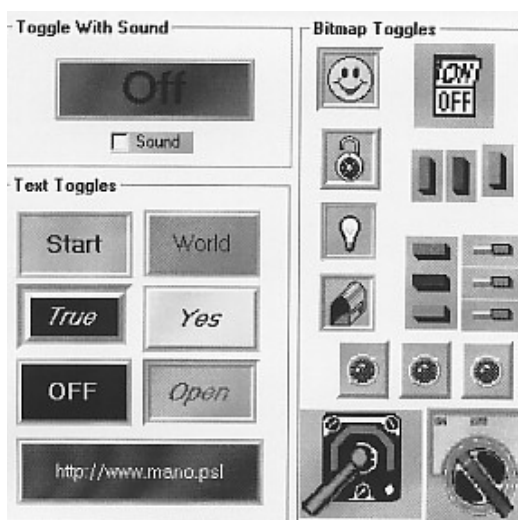 Toggle With Sound
Off
Sound
Text Toggles
Start
World
True
Yes
OFF
Open
http://www.mano.psl
Bitmap Toggles
OFF